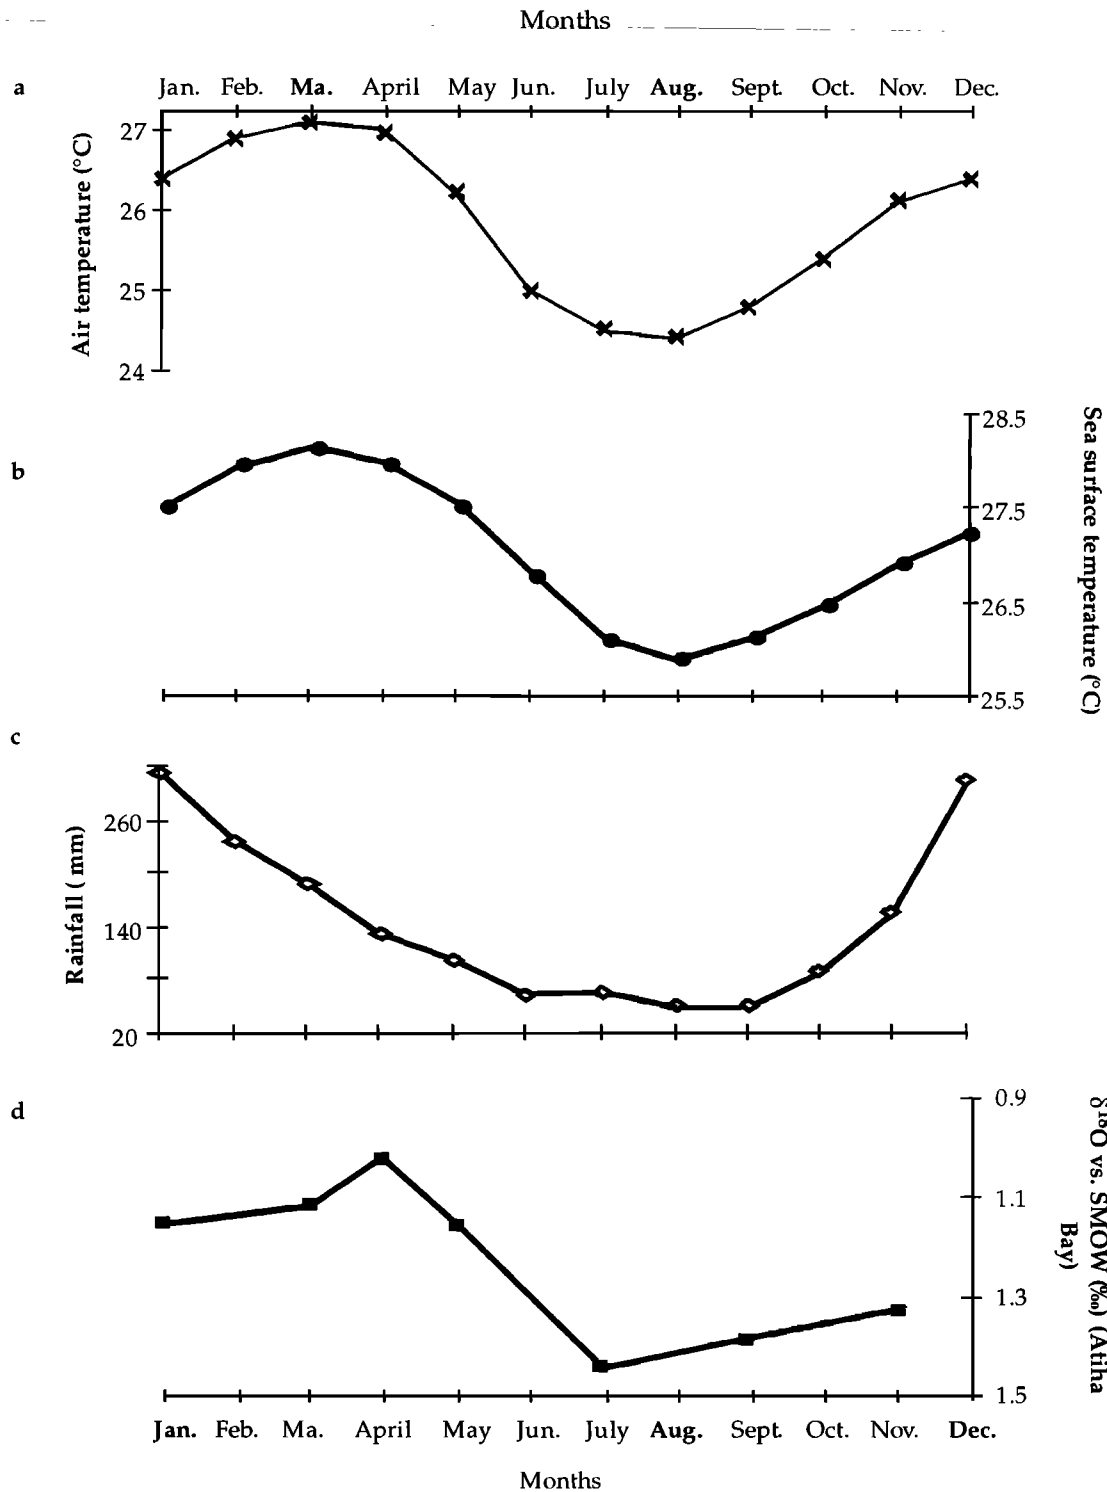 Months
a
Jan. Feb. Ma. April May Jun. July Aug. Sept. Oct. Nov. Dec.
27
26
25
24
Air temperature (°C)
b
28.5
27.5
26.5
25.5
Sea surface temperature (°C)
c
260
140
20
Rainfall ( mm)
d
0.9
1.1
1.3
1.5
δ¹⁸O vs. SMOW (‰) (Atiha
Bay)
Jan. Feb. Ma. April May Jun. July Aug. Sept. Oct. Nov. Dec.
Months